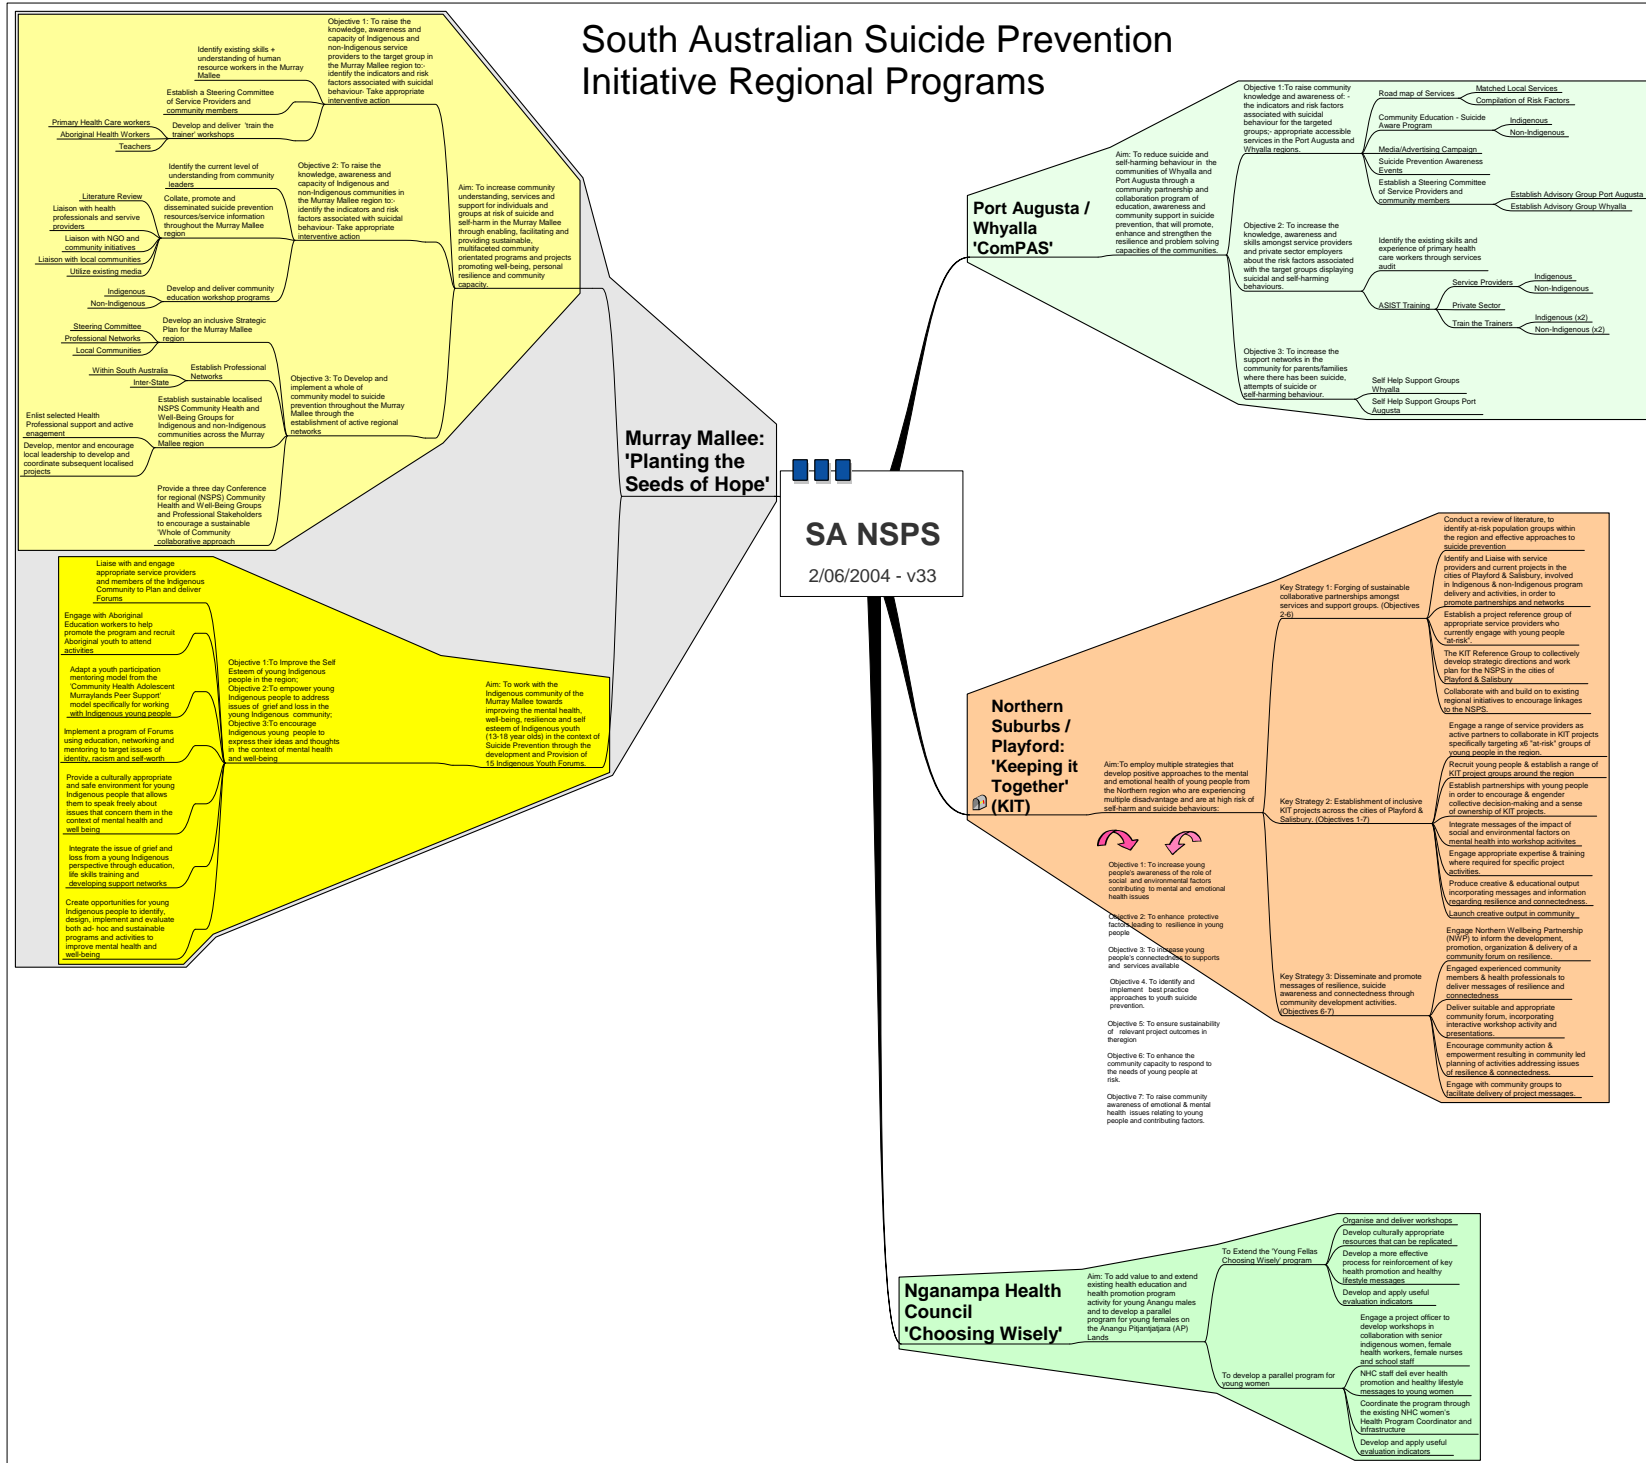 South Australian Suicide Prevention
Initiative Regional Programs
SA NSPS
2/06/2004 - v33
Murray Mallee:
'Planting the
Seeds of Hope'
Aim: To increase community
understanding, services and
support for individuals and
groups at risk of suicide and
self-harm in the Murray Mallee
through enabling, facilitating and
providing sustainable,
multifaceted community
orientated programs and projects
promoting well-being, personal
resilience and community
capacity.
Objective 1: To raise the
knowledge, awareness and
capacity of Indigenous and
non-Indigenous service
providers to the target group in
the Murray Mallee region to:-
identify the indicators and risk
factors associated with suicidal
behaviour- Take appropriate
interventive action
Identify existing skills +
understanding of human
resource workers in the Murray
Mallee
Establish a Steering Committee
of Service Providers and
community members
Develop and deliver 'train the
trainer' workshops
Primary Health Care workers
Aboriginal Health Workers
Teachers
Objective 2: To raise the
knowledge, awareness and
capacity of Indigenous and
non-Indigenous communities in
the Murray Mallee region to:-
identify the indicators and risk
factors associated with suicidal
behaviour- Take appropriate
interventive action
Identify the current level of
understanding from community
leaders
Collate, promote and
disseminated suicide prevention
resources/service information
throughout the Murray Mallee
region
Literature Review
Liaison with health
professionals and service
providers
Liaison with NGO and
community initiatives
Liaison with local communities
Utilize existing media
Develop and deliver community
education workshop programs
Indigenous
Non-Indigenous
Objective 3: To Develop and
implement a whole of
community model to suicide
prevention throughout the Murray
Mallee through the
establishment of active regional
networks
Develop an inclusive Strategic
Plan for the Murray Mallee
region
Steering Committee
Professional Networks
Local Communities
Establish Professional
Networks
Within South Australia
Inter-State
Establish sustainable localised
NSPS Community Health and
Well-Being Groups for
Indigenous and non-Indigenous
communities across the Murray
Mallee region
Enlist selected Health
Professional support and active
enagement
Develop, mentor and encourage
local leadership to develop and
coordinate subsequent localised
projects
Provide a three day Conference
for regional (NSPS) Community
Health and Well-Being Groups
and Professional Stakeholders
to encourage a sustainable
'Whole of Community
collaborative approach
Aim: To work with the
Indigenous community of the
Murray Mallee towards
improving the mental health,
well-being, resilience and self
esteem of Indigenous youth
(13-18 year olds) in the context of
Suicide Prevention through the
development and Provision of
15 Indigenous Youth Forums.
Objective 1:To Improve the Self
Esteem of young Indigenous
people in the region;
Objective 2:To empower young
Indigenous people to address
issues of grief and loss in the
young Indigenous community;
Objective 3:To encourage
Indigenous young people to
express their ideas and thoughts
in the context of mental health
and well-being
Liaise with and engage
appropriate service providers
and members of the Indigenous
Community to Plan and deliver
Forums
Engage with Aboriginal
Education workers to help
promote the program and recruit
Aboriginal youth to attend
activities
Adapt a youth participation
mentoring model from the
'Community Health Adolescent
Murraylands Peer Support'
model specifically for working
with Indigenous young people
Implement a program of Forums
using education, networking and
mentoring to target issues of
identity, racism and self-worth
Provide a culturally appropriate
and safe environment for young
Indigenous people that allows
them to speak freely about
issues that concern them in the
context of mental health and
well being
Integrate the issue of grief and
loss from a young Indigenous
perspective through education,
life skills training and
developing support networks
Create opportunities for young
Indigenous people to identify,
design, implement and evaluate
both ad- hoc and sustainable
programs and activities to
improve mental health and
well-being
Port Augusta /
Whyalla
'ComPAS'
Aim: To reduce suicide and
self-harming behaviour in the
communities of Whyalla and
Port Augusta through a
community partnership and
collaboration program of
education, awareness and
community support in suicide
prevention, that will promote,
enhance and strengthen the
resilience and problem solving
capacities of the communities.
Objective 1:To raise community
knowledge and awareness of: -
the indicators and risk factors
associated with suicidal
behaviour for the targeted
groups;- appropriate accessible
services in the Port Augusta and
Whyalla regions.
Road map of Services
Matched Local Services
Compilation of Risk Factors
Community Education - Suicide
Aware Program
Indigenous
Non-Indigenous
Media/Advertising Campaign
Suicide Prevention Awareness
Events
Establish a Steering Committee
of Service Providers and
community members
Establish Advisory Group Port Augusta
Establish Advisory Group Whyalla
Objective 2: To increase the
knowledge, awareness and
skills amongst service providers
and private sector employers
about the risk factors associated
with the target groups displaying
suicidal and self-harming
behaviours.
Identify the existing skills and
experience of primary health
care workers through services
audit
ASIST Training
Service Providers
Indigenous
Non-Indigenous
Private Sector
Train the Trainers
Indigenous (x2)
Non-Indigenous (x2)
Objective 3: To increase the
support networks in the
community for parents/families
where there has been suicide,
attempts of suicide or
self-harming behaviour.
Self Help Support Groups
Whyalla
Self Help Support Groups Port
Augusta
Northern
Suburbs /
Playford:
'Keeping it
Together'
(KIT)
Aim:To employ multiple strategies that
develop positive approaches to the mental
and emotional health of young people from
the Northern region who are experiencing
multiple disadvantage and are at high risk of
self-harm and suicide behaviours:
Objective 1: To increase young
people's awareness of the role of
social and environmental factors
contributing to mental and emotional
health issues
Objective 2: To enhance protective
factors leading to resilience in young
people
Objective 3: To increase young
people's connectedness to supports
and services available
Objective 4. To identify and
implement best practice
approaches to youth suicide
prevention.
Objective 5: To ensure sustainability
of relevant project outcomes in
theregion
Objective 6: To enhance the
community capacity to respond to
the needs of young people at
risk.
Objective 7: To raise community
awareness of emotional & mental
health issues relating to young
people and contributing factors.
Key Strategy 1: Forging of sustainable
collaborative partnerships amongst
services and support groups. (Objectives
2-6)
Conduct a review of literature, to
identify at-risk population groups within
the region and effective approaches to
suicide prevention
Identify and Liaise with service
providers and current projects in the
cities of Playford & Salisbury, involved
in Indigenous & non-Indigenous program
delivery and activities, in order to
promote partnerships and networks
Establish a project reference group of
appropriate service providers who
currently engage with young people
"at-risk".
The KIT Reference Group to collectively
develop strategic directions and work
plan for the NSPS in the cities of
Playford & Salisbury
Collaborate with and build on to existing
regional initiatives to encourage linkages
to the NSPS.
Key Strategy 2: Establishment of inclusive
KIT projects across the cities of Playford &
Salisbury. (Objectives 1-7)
Engage a range of service providers as
active partners to collaborate in KIT projects
specifically targeting x6 "at-risk" groups of
young people in the region.
Recruit young people & establish a range of
KIT project groups around the region
Establish partnerships with young people
in order to encourage & engender
collective decision-making and a sense
of ownership of KIT projects.
Integrate messages of the impact of
social and environmental factors on
mental health into workshop acitivites
Engage appropriate expertise & training
where required for specific project
activities.
Produce creative & educational output
incorporating messages and information
regarding resilience and connectedness.
Launch creative output in community
Key Strategy 3: Disseminate and promote
messages of resilience, suicide
awareness and connectedness through
community development activities.
(Objectives 6-7)
Engage Northern Wellbeing Partnership
(NWP) to inform the development,
promotion, organization & delivery of a
community forum on resilience.
Engaged experienced community
members & health professionals to
deliver messages of resilience and
connectedness
Deliver suitable and appropriate
community forum, incorporating
interactive workshop activity and
presentations.
Encourage community action &
empowerment resulting in community led
planning of activities addressing issues
of resilience & connectedness.
Engage with community groups to
facilitate delivery of project messages.
Nganampa Health
Council
'Choosing Wisely'
Aim: To add value to and extend
existing health education and
health promotion program
activity for young Anangu males
and to develop a parallel
program for young females on
the Anangu Pitjantjatjara (AP)
Lands
To Extend the 'Young Fellas
Choosing Wisely' program
Organise and deliver workshops
Develop culturally appropriate
resources that can be replicated
Develop a more effective
process for reinforcement of key
health promotion and healthy
lifestyle messages
Develop and apply useful
evaluation indicators
To develop a parallel program for
young women
Engage a project officer to
develop workshops in
collaboration with senior
indigenous women, female
health workers, female nurses
and school staff
NHC staff deli ever health
promotion and healthy lifestyle
messages to young women
Coordinate the program through
the existing NHC women's
Health Program Coordinator and
Infrastructure
Develop and apply useful
evaluation indicators